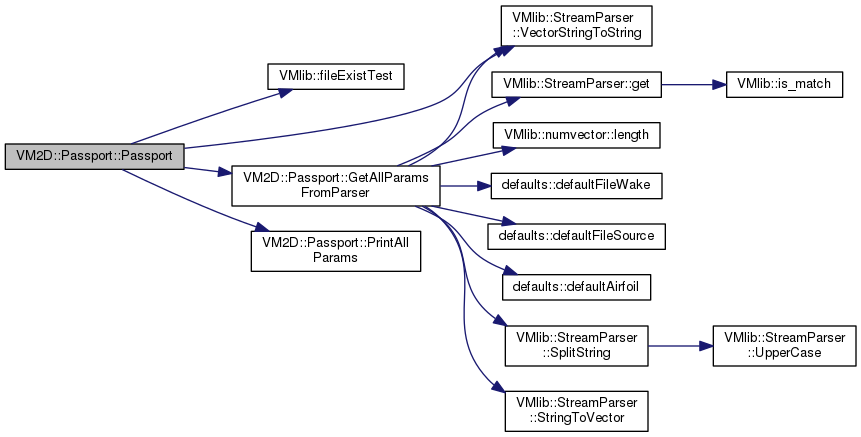 VM2D::Passport::Passport
VMlib::fileExistTest
VM2D::Passport::GetAllParams
FromParser
VM2D::Passport::PrintAll
Params
VMlib::StreamParser
::VectorStringToString
VMlib::StreamParser::get
VMlib::numvector::length
defaults::defaultFileWake
defaults::defaultFileSource
defaults::defaultAirfoil
VMlib::StreamParser
::SplitString
VMlib::StreamParser
::StringToVector
VMlib::is_match
VMlib::StreamParser
::UpperCase